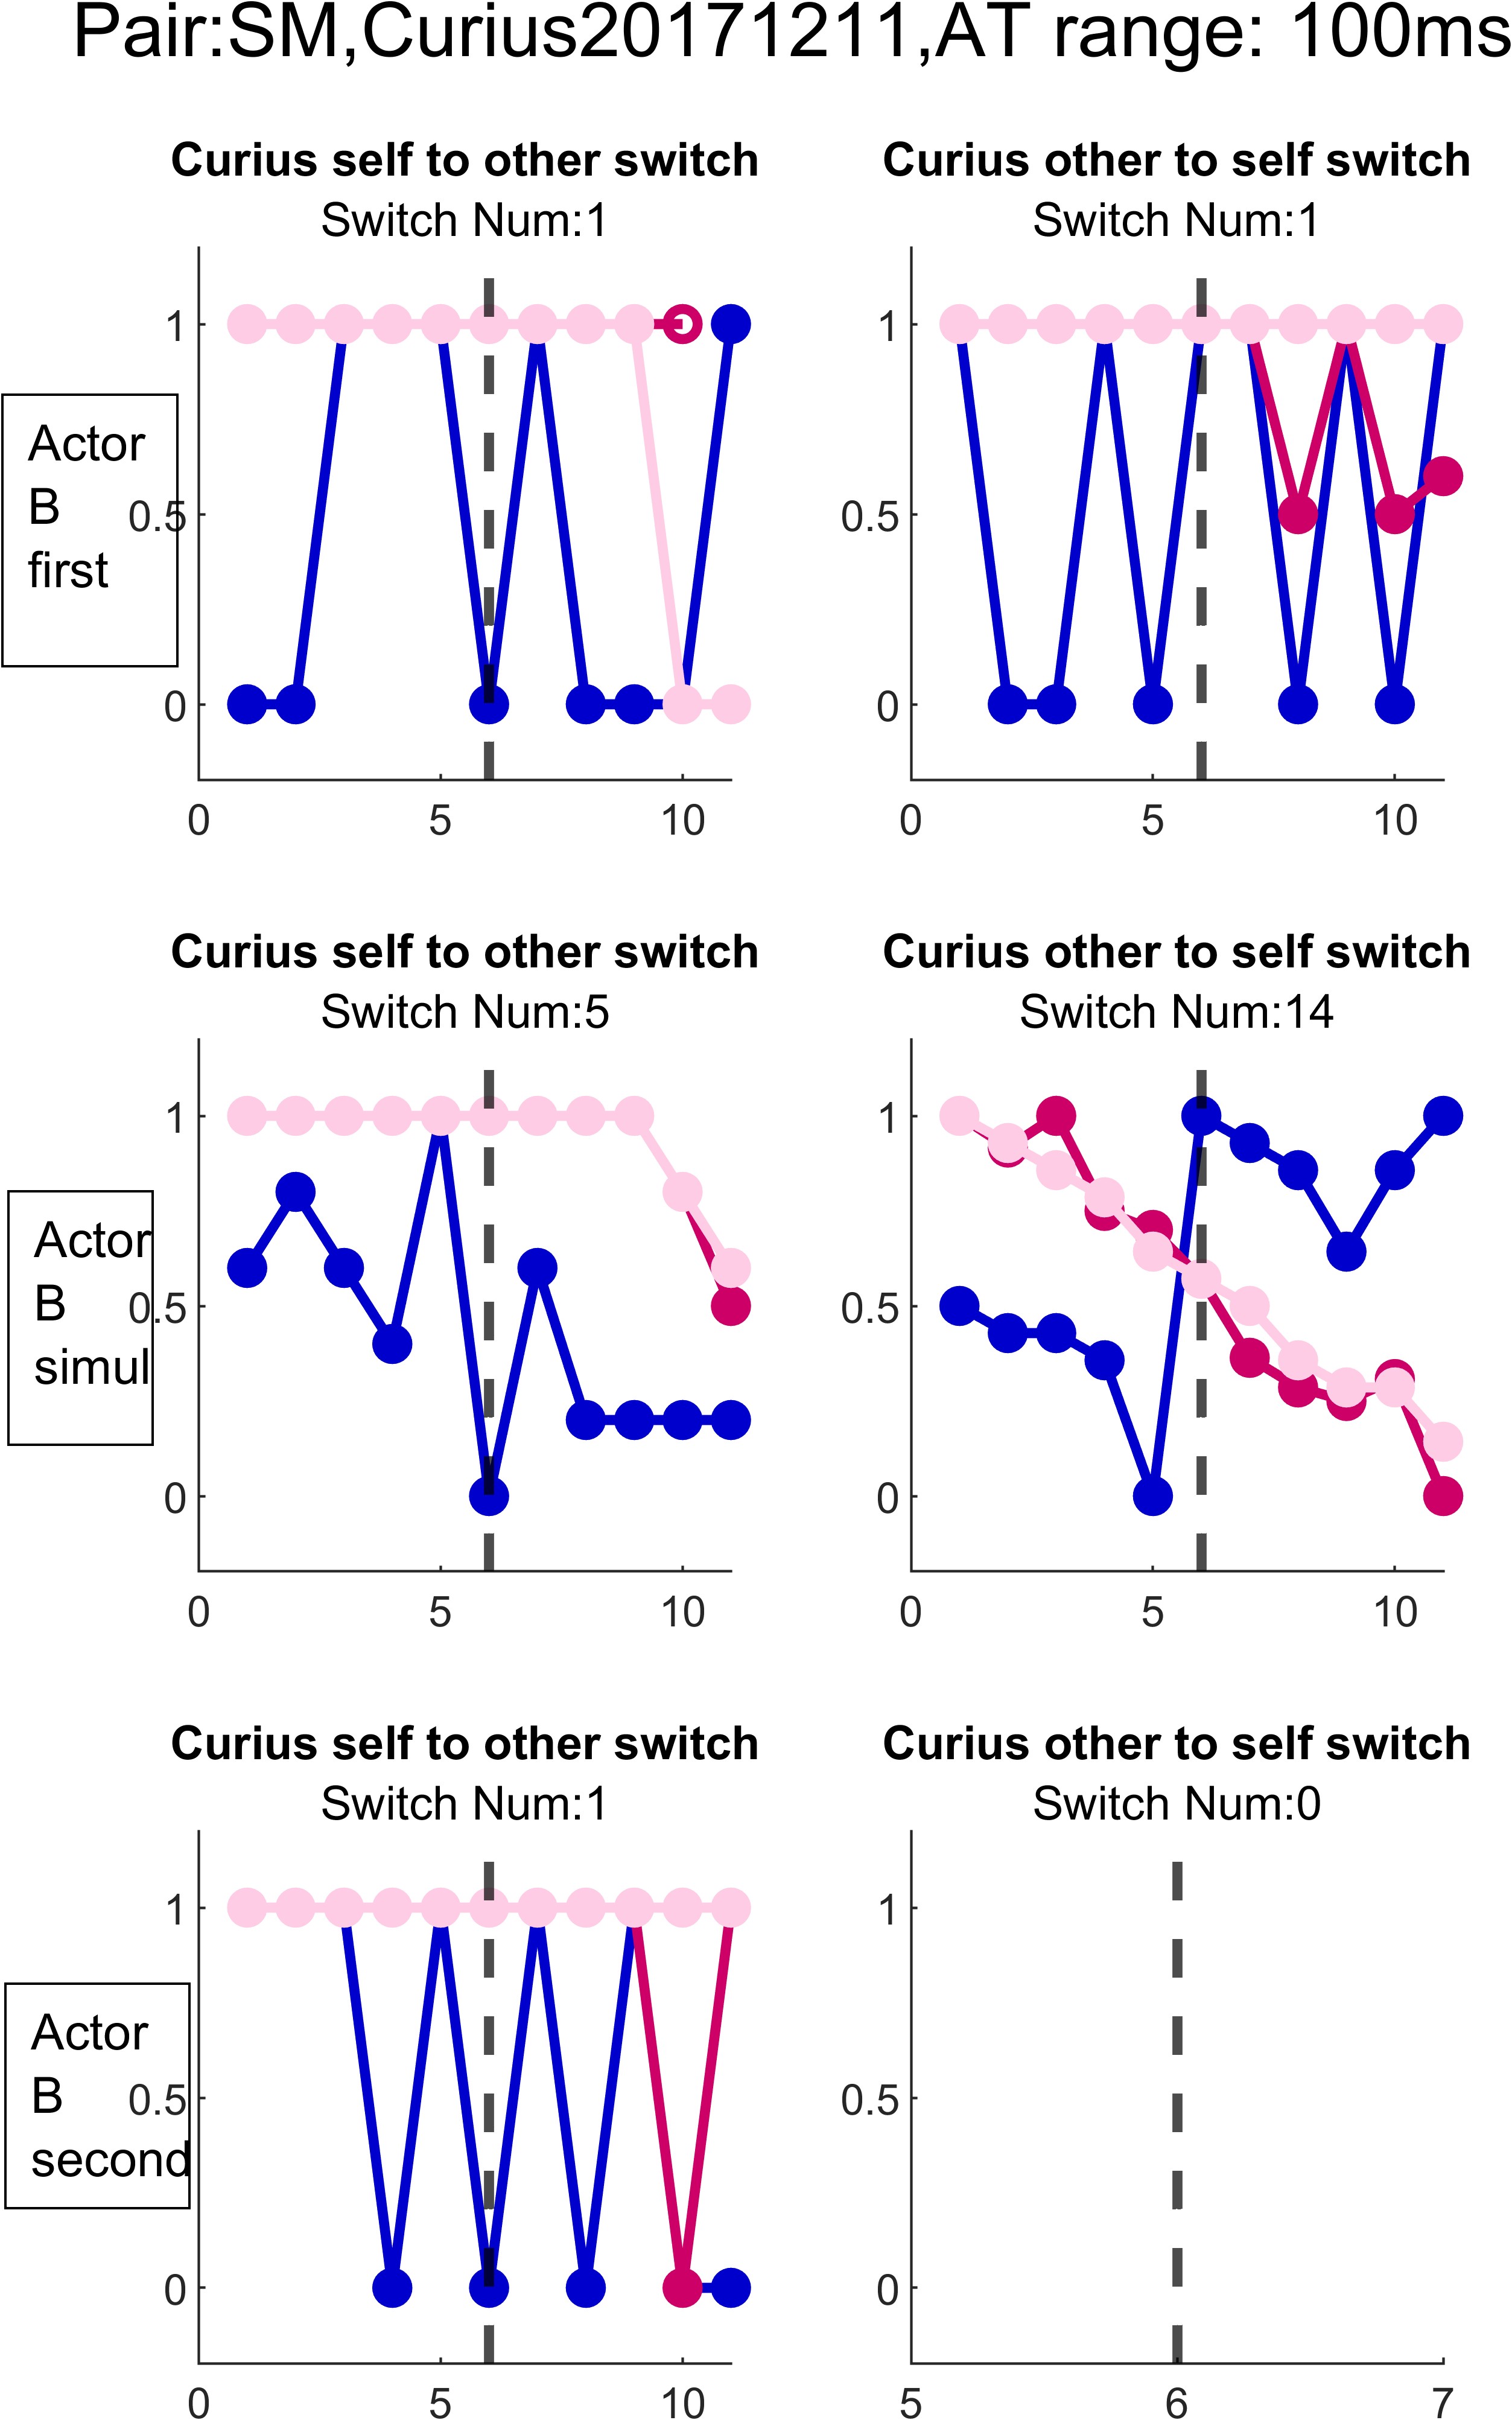 Pair:SM,Curius20171211,AT range: 100ms
Curius self to other switch
Switch Num:1
Curius other to self switch
Switch Num:1
Actor
B
first
1
0.5
0
0
5
10
1
0.5
0
0
5
10
Curius self to other switch
Switch Num:5
Curius other to self switch
Switch Num:14
Actor
B
simul
1
0.5
0
0
5
10
1
0.5
0
0
5
10
Curius self to other switch
Switch Num:1
Curius other to self switch
Switch Num:0
Actor
B
second
1
0.5
0
0
5
10
1
0.5
0
5
6
7